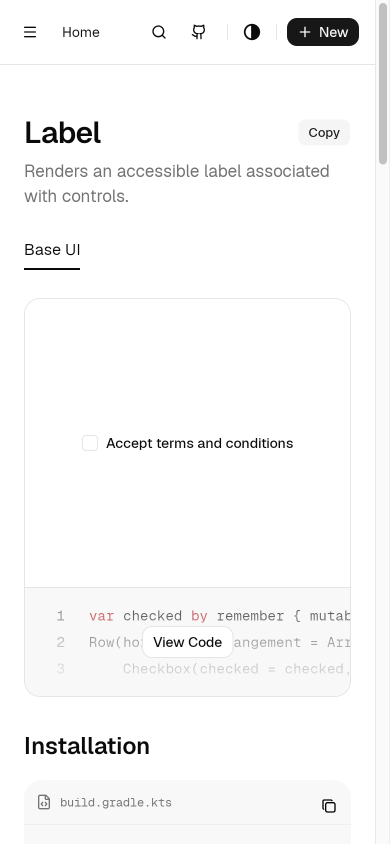 Home
New
Label
Copy
Renders an accessible label associated
with controls.
Base UI
Accept terms and conditions
1 var checked by remember { mutab
2 Row(ho angement = Arr
View Code
3 Checkbox(checked = checked,
Installation
build.gradle.kts